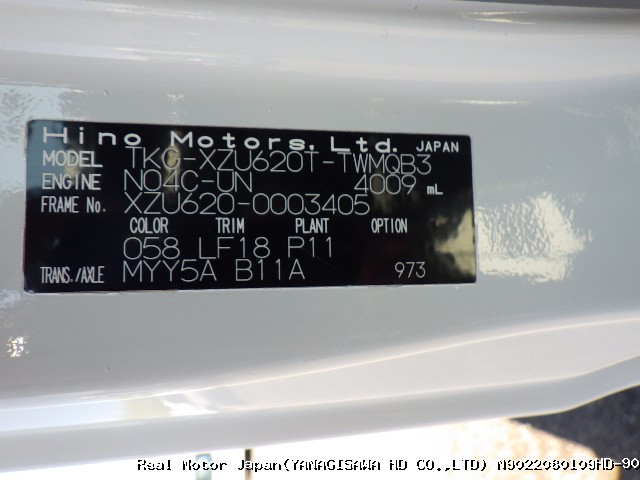 Hino Motors, Ltd. JAPAN
MODEL TKG-XZU620T-TWMQB3
ENGINE N04C-UN 4009 mL
FRAME No. XZU620-0003405
COLOR TRIM PLANT OPTION
058 LF18 P11
TRANS./AXLE MYY5A B11A 973
Real Motor Japan(YANAGISAWA HD CO.,LTD) N9022080109HD-90